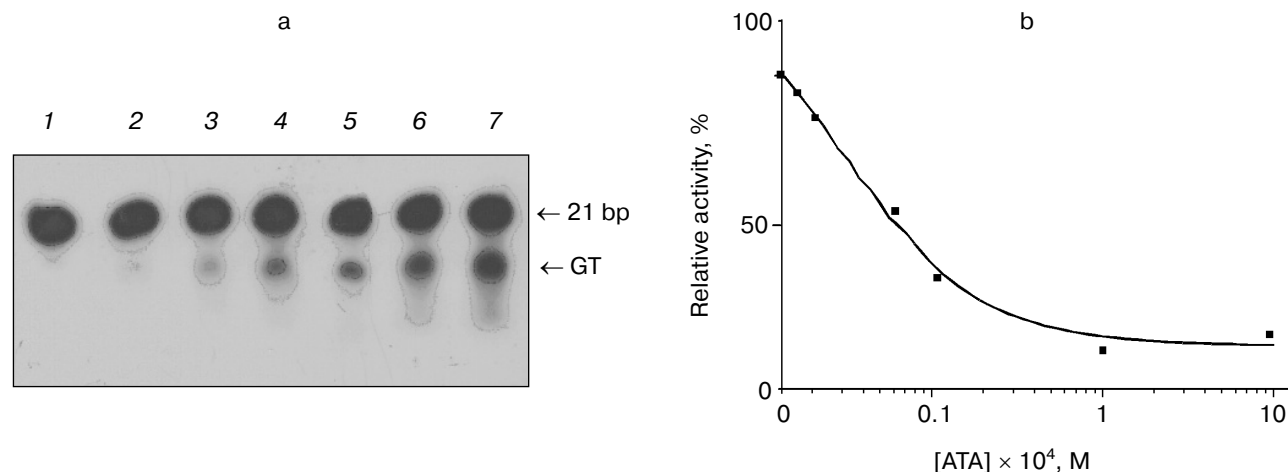 a
1 2 3 4 5 6 7
← 21 bp
← GT
b
Relative activity, %
100
50
0
0 0.1 1 10
[ATA] × 10⁴, M